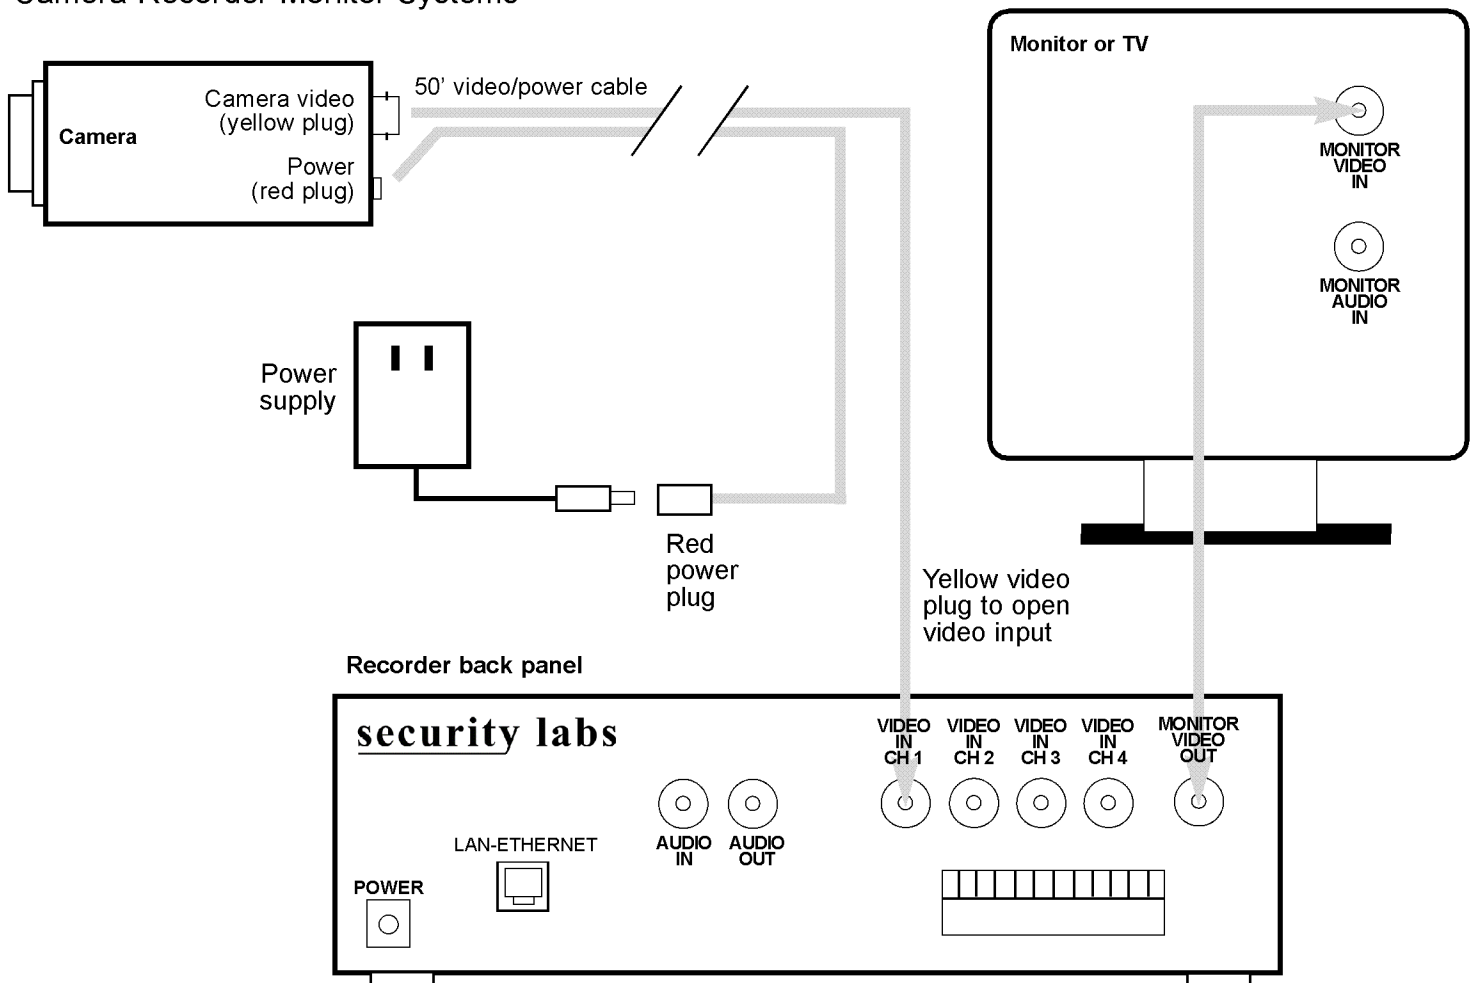 Camera-Recorder-Monitor Systems
Monitor or TV
50’ video/power cable
Camera video
(yellow plug)
Camera
Power
(red plug)
MONITOR
VIDEO
IN
MONITOR
AUDIO
IN
Power
supply
Red
power
plug
Yellow video
plug to open
video input
Recorder back panel
security labs
VIDEO
IN
CH 1
VIDEO
IN
CH 2
VIDEO
IN
CH 3
VIDEO
IN
CH 4
MONITOR
VIDEO
OUT
AUDIO
IN
AUDIO
OUT
LAN-ETHERNET
POWER